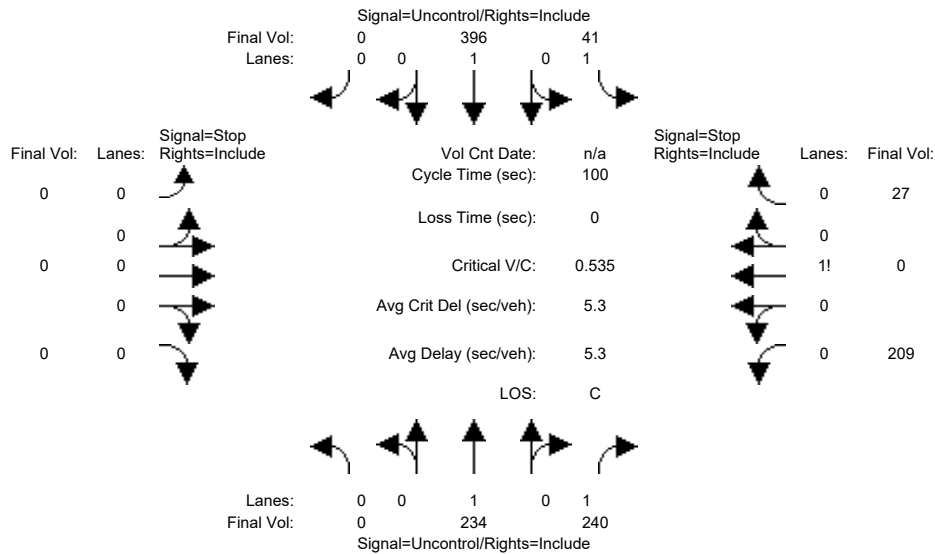 Signal=Uncontrol/Rights=Include
Final Vol: 0 396 41
Lanes: 0 0 1 0 1
Signal=Stop
Final Vol: Lanes: Rights=Include
Vol Cnt Date: n/a
Signal=Stop
Rights=Include Lanes: Final Vol:
Cycle Time (sec): 100
0 0
0 27
Loss Time (sec): 0
0
0
0 0
Critical V/C: 0.535
1! 0
0
Avg Crit Del (sec/veh): 5.3
0
0 0
Avg Delay (sec/veh): 5.3
0 209
LOS: C
Lanes: 0 0 1 0 1
Final Vol: 0 234 240
Signal=Uncontrol/Rights=Include